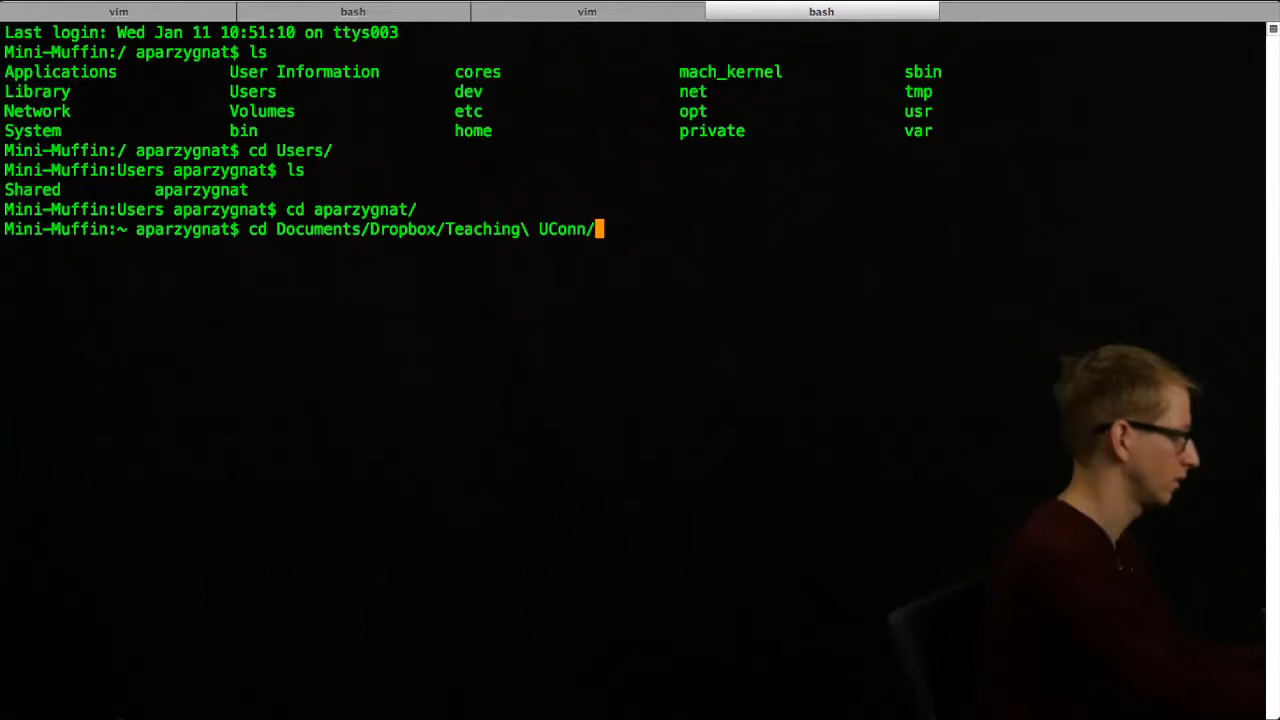 vim bash vim bash
Last login: Wed Jan 11 10:51:10 on ttys003
Mini-Muffin:/ aparzygnat$ ls
Applications User Information cores mach_kernel sbin
Library Users dev net tmp
Network Volumes etc opt usr
System bin home private var
Mini-Muffin:/ aparzygnat$ cd Users/
Mini-Muffin:Users aparzygnat$ ls
Shared aparzygnat
Mini-Muffin:Users aparzygnat$ cd aparzygnat/
Mini-Muffin:~ aparzygnat$ cd Documents/Dropbox/Teaching\ UConn/